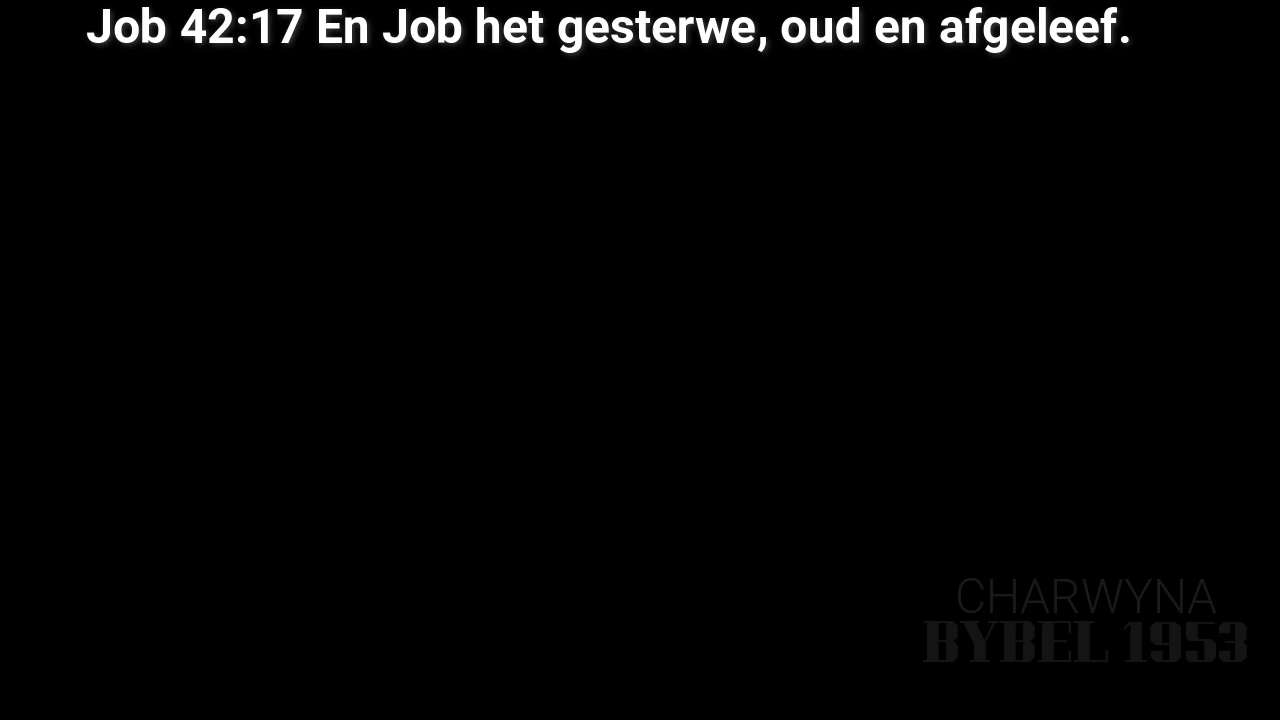 Job 42:17 En Job het gesterwe, oud en afgeleef.
CHARWYNA
BYBEL 1953